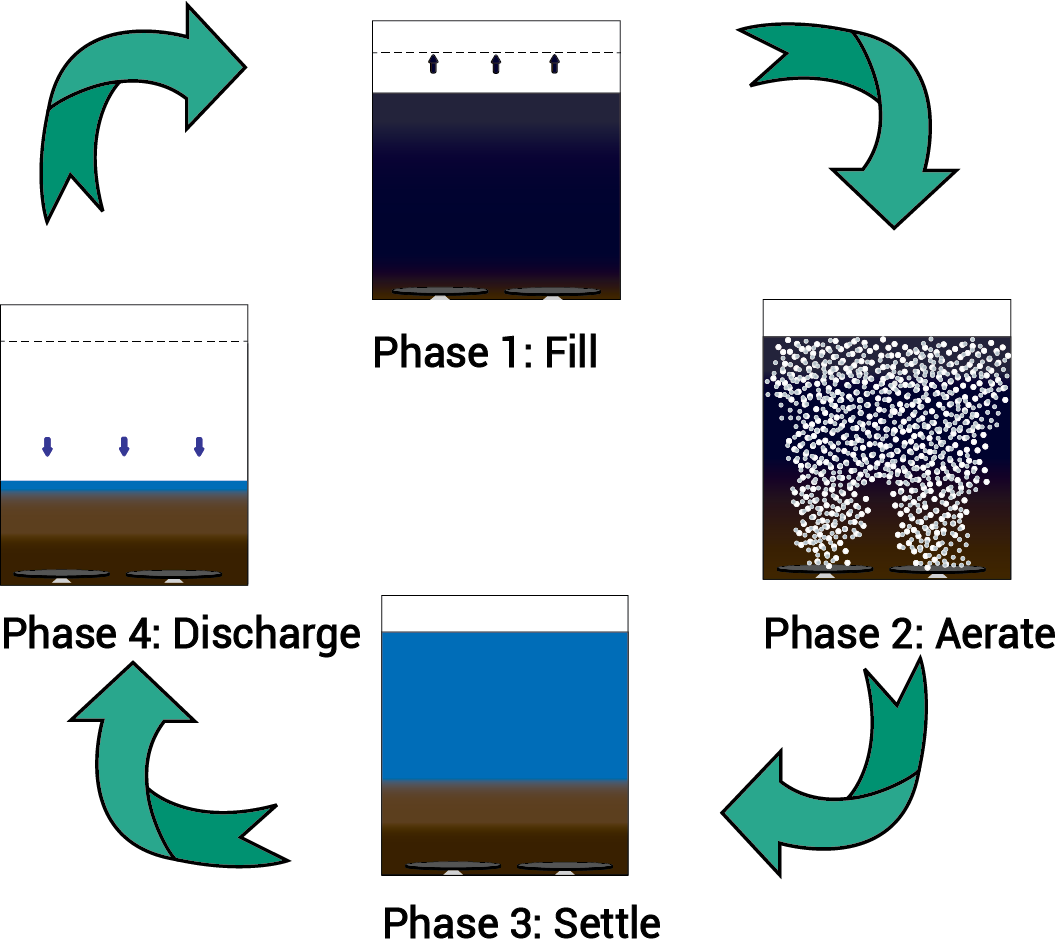 Phase 1: Fill
Phase 2: Aerate
Phase 3: Settle
Phase 4: Discharge